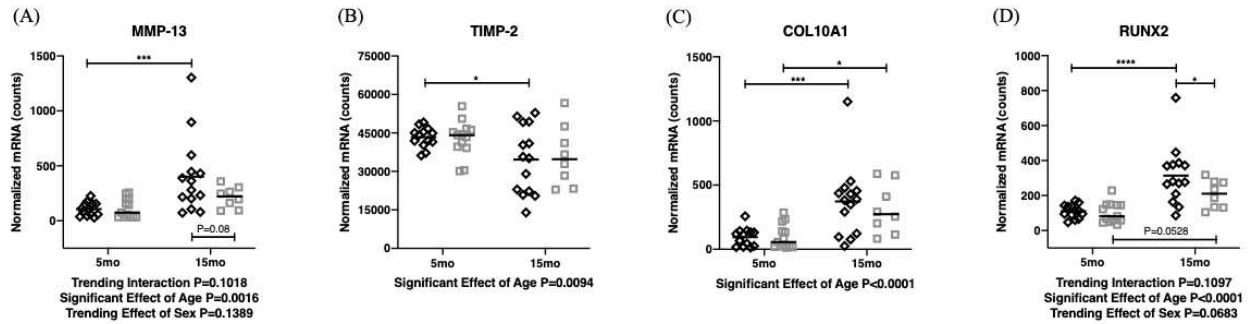 (A)
MMP-13
Normalized mRNA (counts)
1500
1000
500
0
***
P=0.08
5mo 15mo
Trending Interaction P=0.1018
Significant Effect of Age P=0.0016
Trending Effect of Sex P=0.1389
(B)
TIMP-2
Normalized mRNA (counts)
75000
60000
45000
30000
15000
0
*
5mo 15mo
Significant Effect of Age P=0.0094
(C)
COL10A1
Normalized mRNA (counts)
1500
1000
500
0
*
***
5mo 15mo
Significant Effect of Age P<0.0001
(D)
RUNX2
Normalized mRNA (counts)
1000
800
600
400
200
0
****
*
P=0.0528
5mo 15mo
Trending Interaction P=0.1097
Significant Effect of Age P<0.0001
Trending Effect of Sex P=0.0683